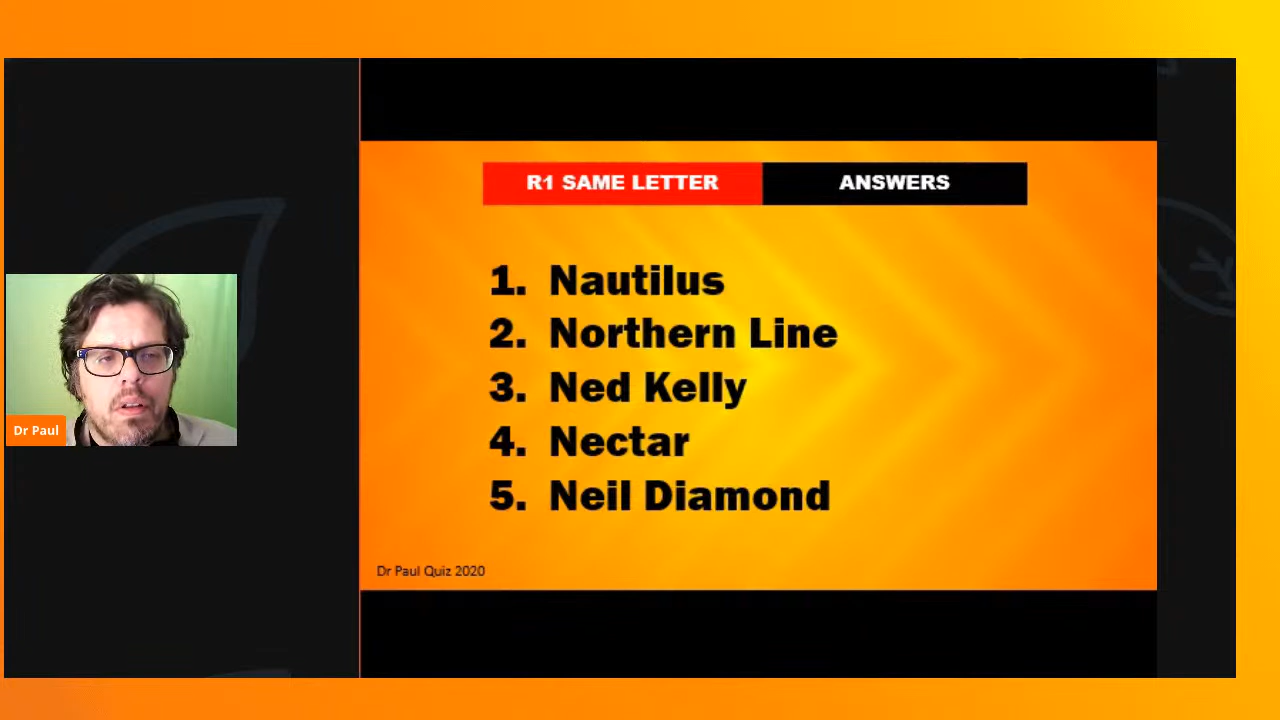 R1 SAME LETTER
ANSWERS
1. Nautilus
2. Northern Line
3. Ned Kelly
4. Nectar
5. Neil Diamond
Dr Paul
Dr Paul Quiz 2020